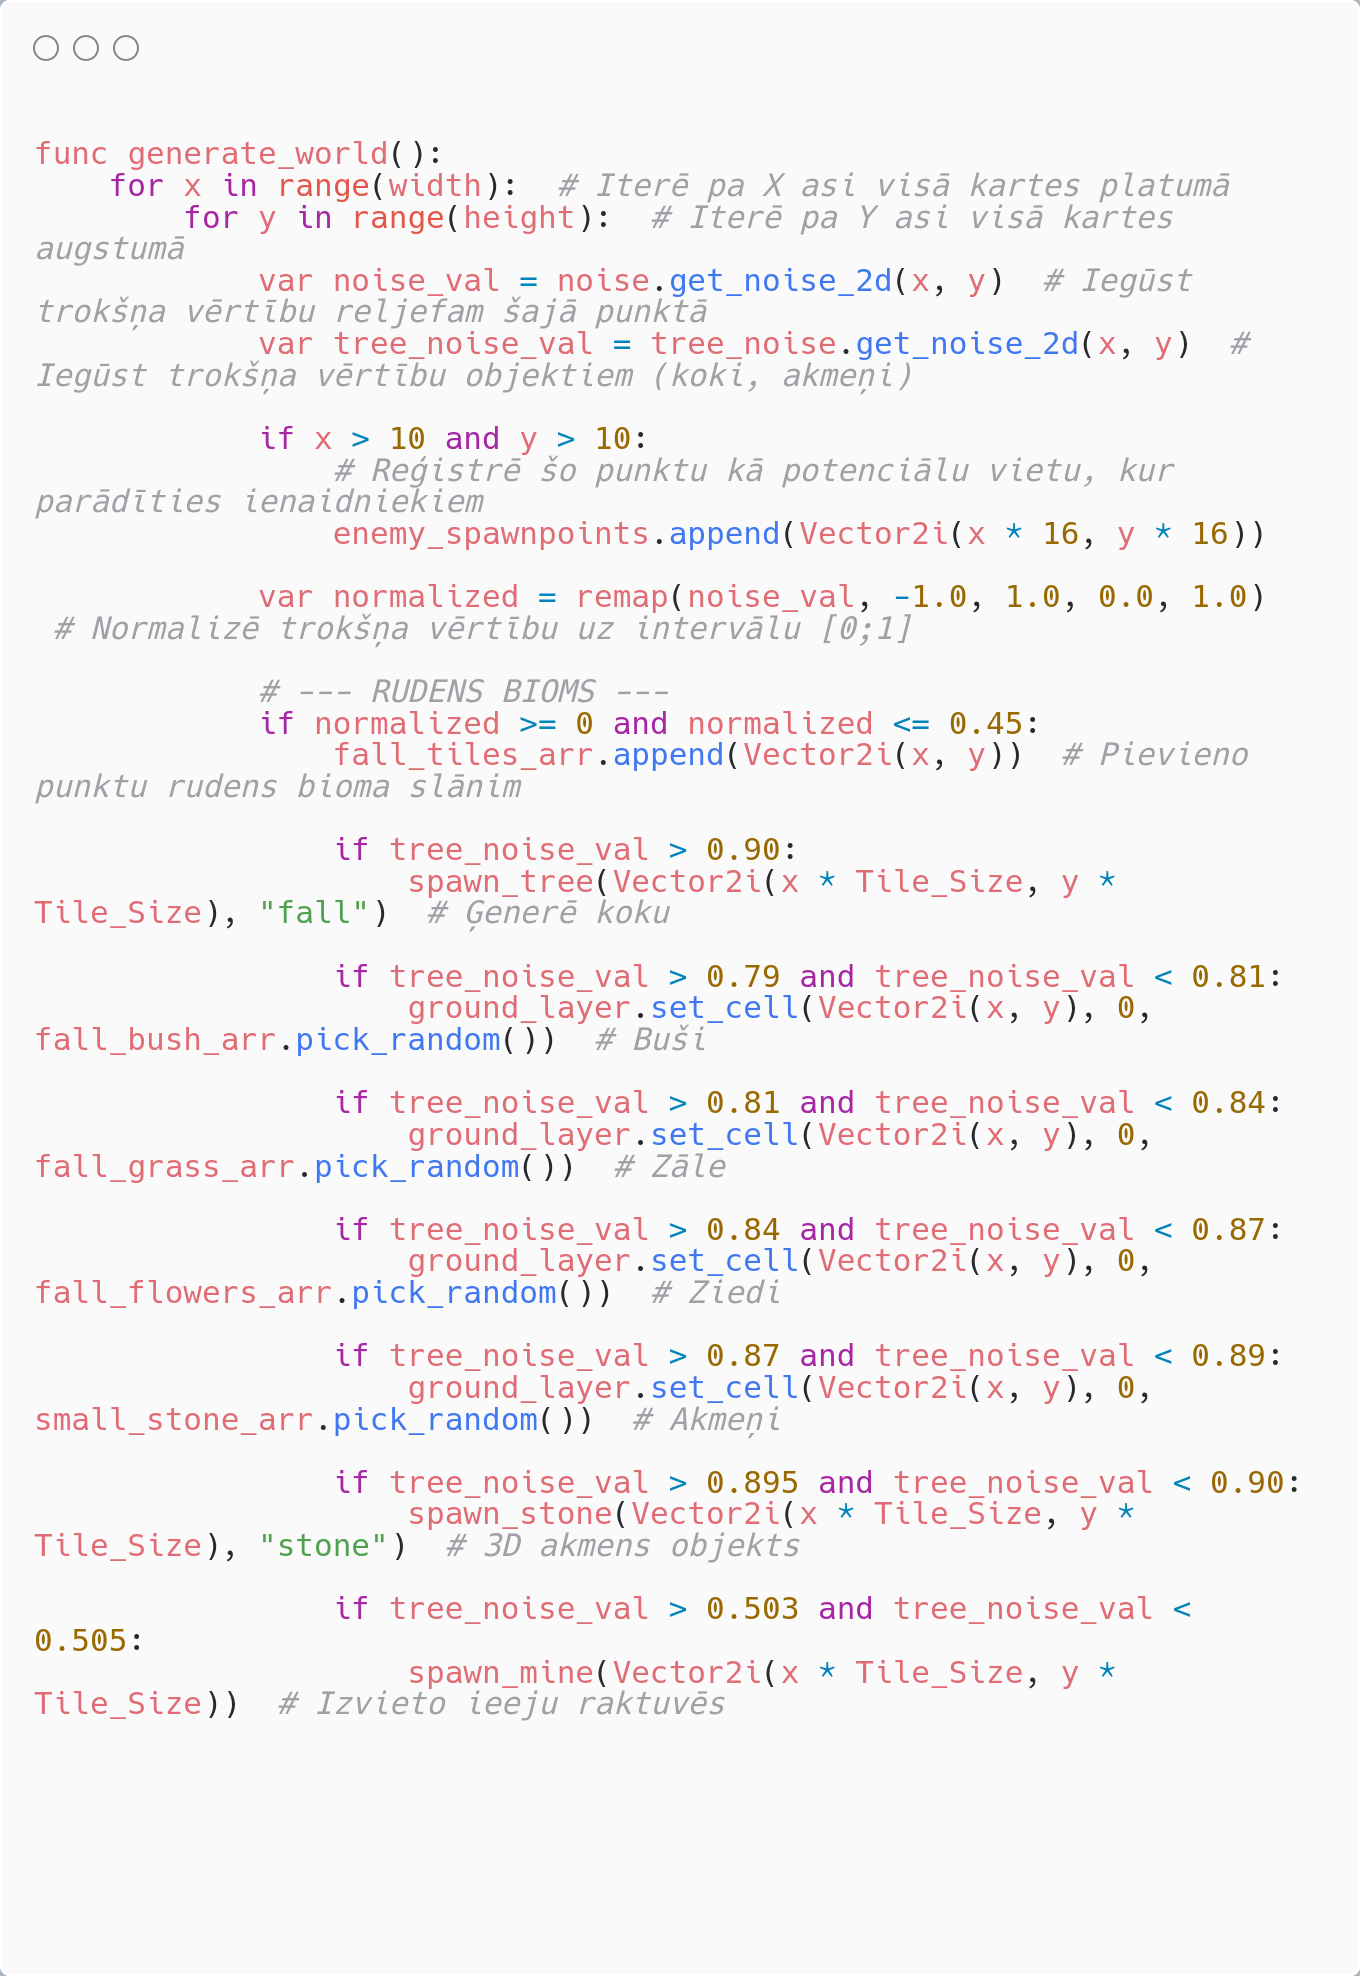 func generate_world():
    for x in range(width):  # Iterē pa X asi visā kartes platumā
        for y in range(height):  # Iterē pa Y asi visā kartes
augstumā
            var noise_val = noise.get_noise_2d(x, y)  # Iegūst
trokšņa vērtību reljefam šajā punktā
            var tree_noise_val = tree_noise.get_noise_2d(x, y)  #
Iegūst trokšņa vērtību objektiem (koki, akmeņi)

            if x > 10 and y > 10:
                # Reģistrē šo punktu kā potenciālu vietu, kur
parādīties ienaidniekiem
                enemy_spawnpoints.append(Vector2i(x * 16, y * 16))

            var normalized = remap(noise_val, -1.0, 1.0, 0.0, 1.0)
 # Normalizē trokšņa vērtību uz intervālu [0;1]

            # --- RUDENS BIOMS ---
            if normalized >= 0 and normalized <= 0.45:
                fall_tiles_arr.append(Vector2i(x, y))  # Pievieno
punktu rudens bioma slānim

                if tree_noise_val > 0.90:
                    spawn_tree(Vector2i(x * Tile_Size, y *
Tile_Size), "fall")  # Ģenerē koku

                if tree_noise_val > 0.79 and tree_noise_val < 0.81:
                    ground_layer.set_cell(Vector2i(x, y), 0,
fall_bush_arr.pick_random())  # Buši

                if tree_noise_val > 0.81 and tree_noise_val < 0.84:
                    ground_layer.set_cell(Vector2i(x, y), 0,
fall_grass_arr.pick_random())  # Zāle

                if tree_noise_val > 0.84 and tree_noise_val < 0.87:
                    ground_layer.set_cell(Vector2i(x, y), 0,
fall_flowers_arr.pick_random())  # Ziedi

                if tree_noise_val > 0.87 and tree_noise_val < 0.89:
                    ground_layer.set_cell(Vector2i(x, y), 0,
small_stone_arr.pick_random())  # Akmeņi

                if tree_noise_val > 0.895 and tree_noise_val < 0.90:
                    spawn_stone(Vector2i(x * Tile_Size, y *
Tile_Size), "stone")  # 3D akmens objekts

                if tree_noise_val > 0.503 and tree_noise_val <
0.505:
                    spawn_mine(Vector2i(x * Tile_Size, y *
Tile_Size))  # Izvieto ieeju raktuvēs